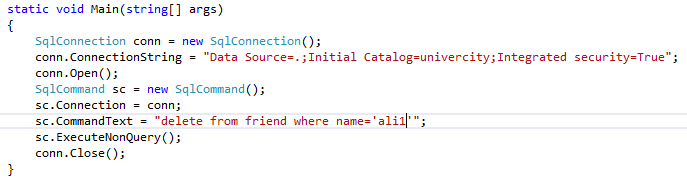 static void Main(string[] args)
{
SqlConnection conn = new SqlConnection();
conn.ConnectionString = "Data Source=.;Initial Catalog=univercity;Integrated security=True";
conn.Open();
SqlCommand sc = new SqlCommand();
sc.Connection = conn;
sc.CommandText = "delete from friend where name='ali1'";
sc.ExecuteNonQuery();
conn.Close();
}